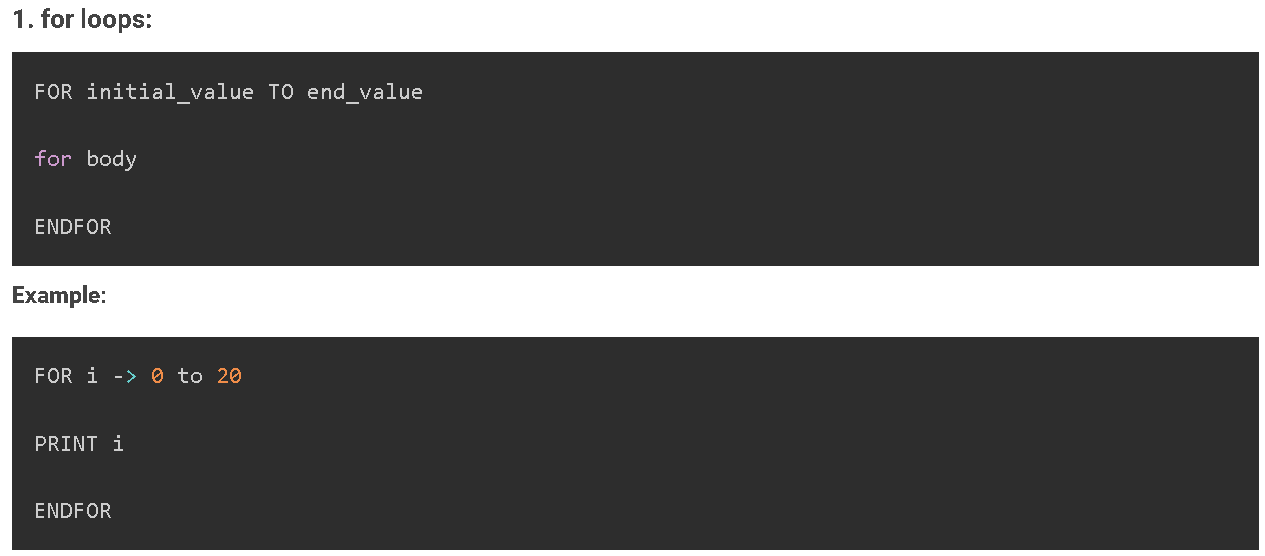 1. for loops:
FOR initial_value TO end_value
for body
ENDFOR
Example:
FOR i -> 0 to 20
PRINT i
ENDFOR